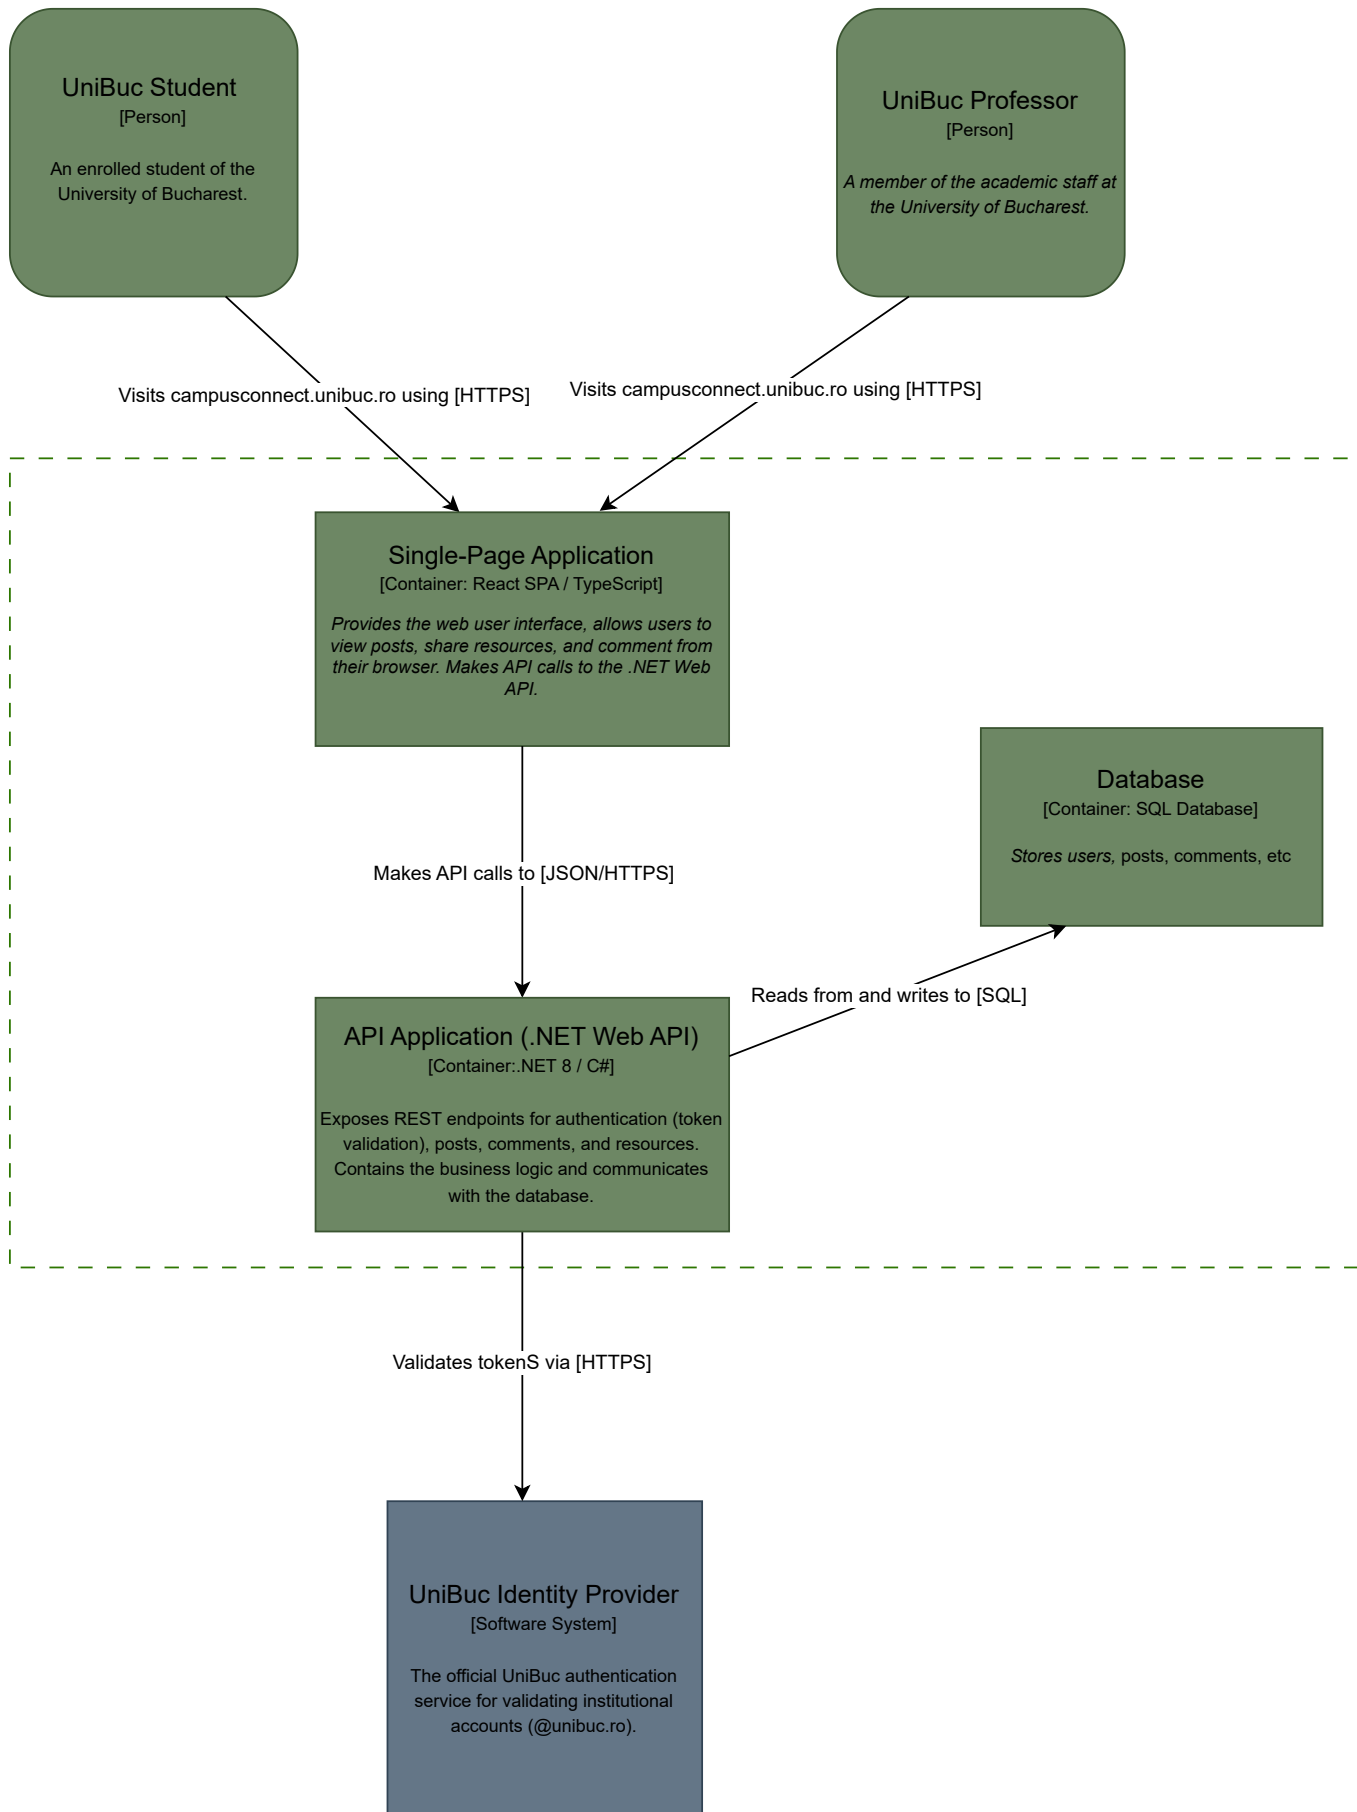 UniBuc Student
[Person]
An enrolled student of the
University of Bucharest.
UniBuc Professor
[Person]
A member of the academic staff at
the University of Bucharest.
Visits campusconnect.unibuc.ro using [HTTPS]
Visits campusconnect.unibuc.ro using [HTTPS]
Single-Page Application
[Container: React SPA / TypeScript]
Provides the web user interface, allows users to
view posts, share resources, and comment from
their browser. Makes API calls to the .NET Web
API.
Database
[Container: SQL Database]
Stores users, posts, comments, etc
Makes API calls to [JSON/HTTPS]
Reads from and writes to [SQL]
API Application (.NET Web API)
[Container:.NET 8 / C#]
Exposes REST endpoints for authentication (token
validation), posts, comments, and resources.
Contains the business logic and communicates
with the database.
Validates tokenS via [HTTPS]
UniBuc Identity Provider
[Software System]
The official UniBuc authentication
service for validating institutional
accounts (@unibuc.ro).